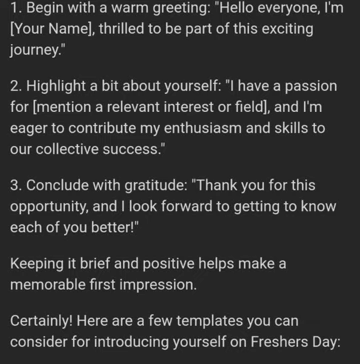 1. Begin with a warm greeting: "Hello everyone, I'm
[Your Name], thrilled to be part of this exciting
journey."
2. Highlight a bit about yourself: "I have a passion
for [mention a relevant interest or field], and I'm
eager to contribute my enthusiasm and skills to
our collective success."
3. Conclude with gratitude: "Thank you for this
opportunity, and I look forward to getting to know
each of you better!"
Keeping it brief and positive helps make a
memorable first impression.
Certainly! Here are a few templates you can
consider for introducing yourself on Freshers Day: